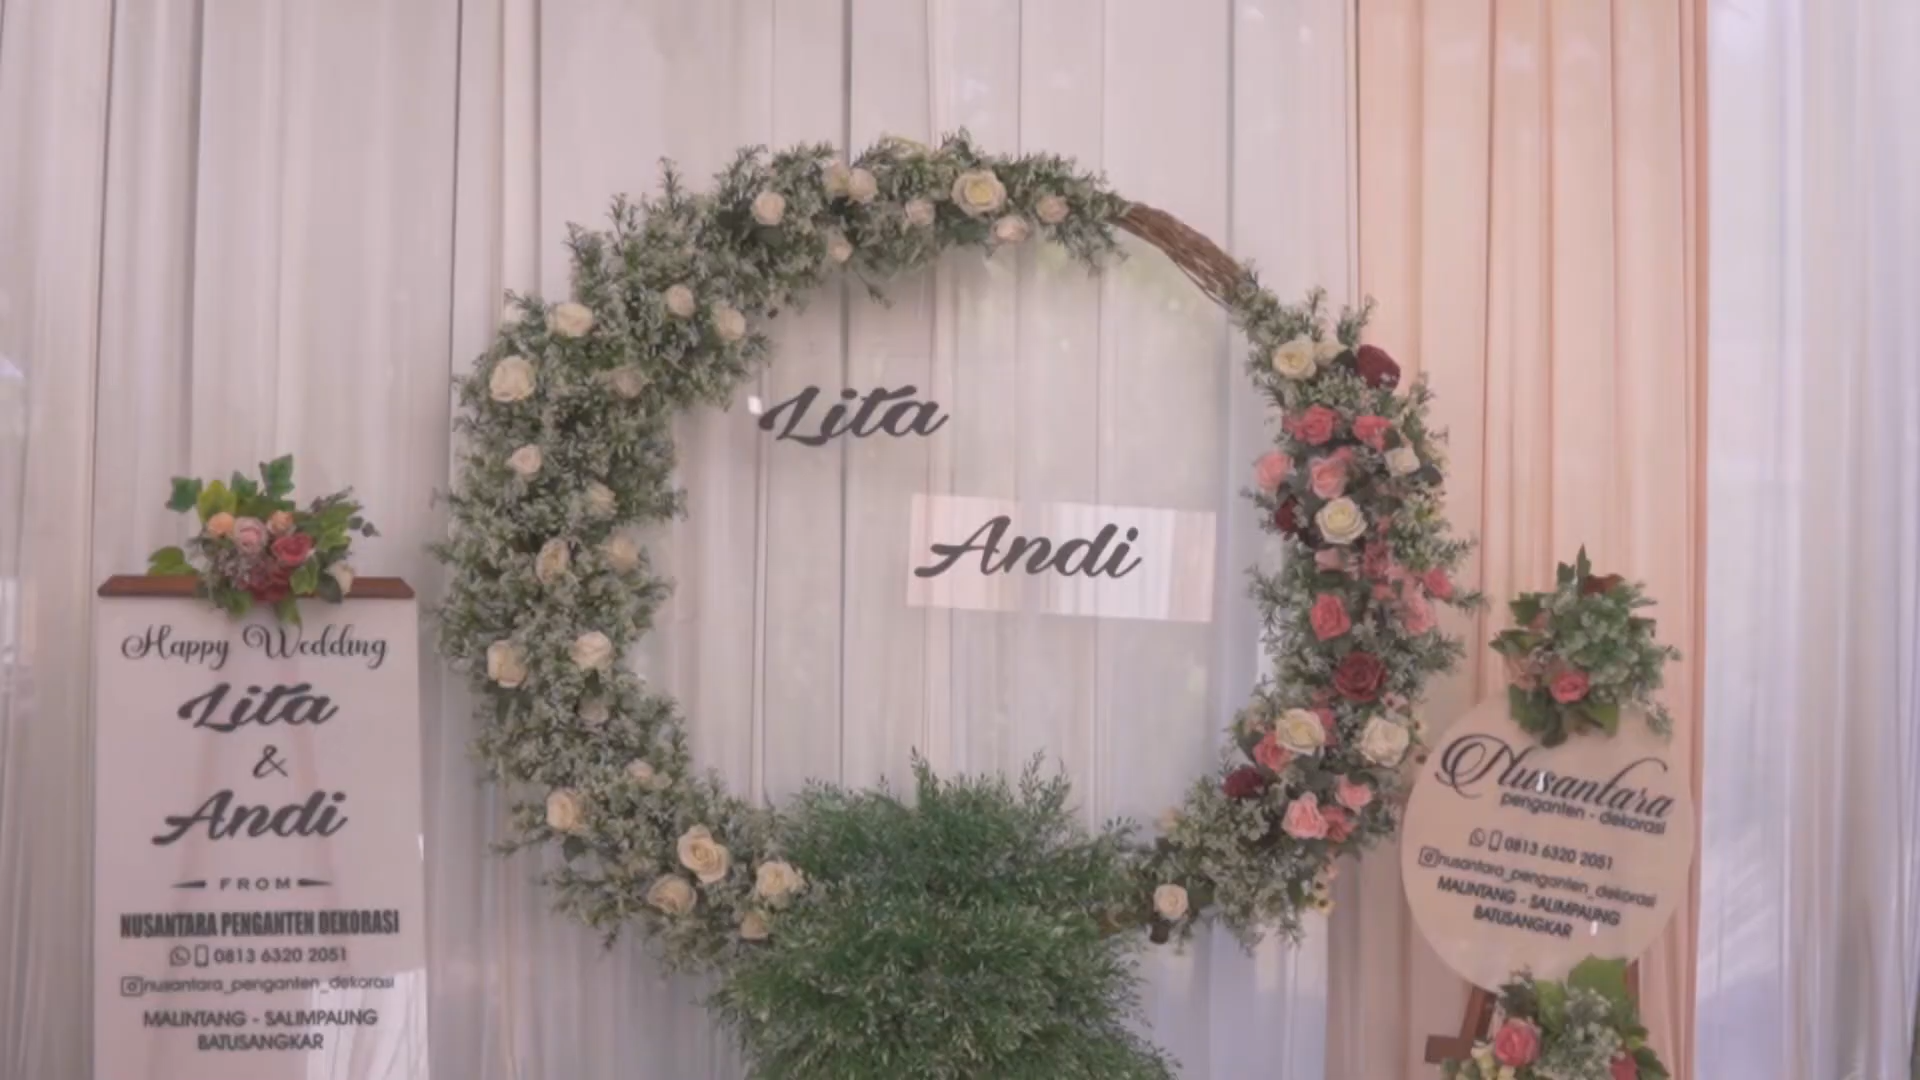 Lita
Andi
Happy Wedding
Lita
&
Andi
FROM
NUSANTARA PENGANTEN DEKORASI
0813 6320 2051
nusantara_penganten_dekorasi
MALINTANG - SALIMPAUNG
BATUSANGKAR
Nusantara
penganten - dekorasi
0813 6320 2051
nusantara_penganten_dekorasi
MALINTANG - SALIMPAUNG
BATUSANGKAR